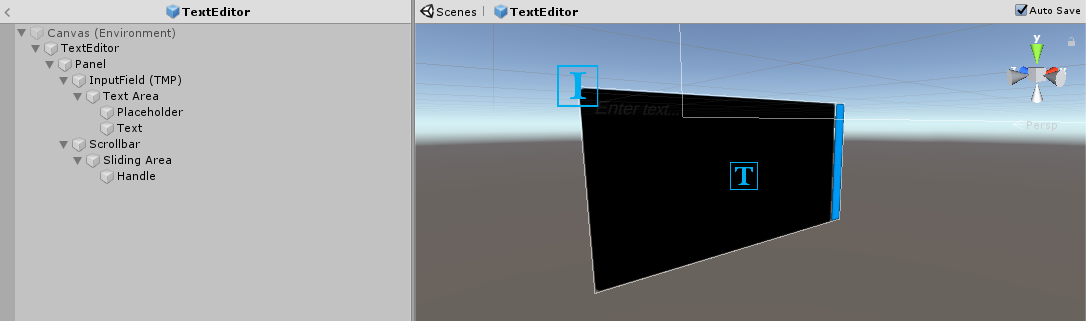 TextEditor
Scenes
TextEditor
Auto Save
Canvas (Environment)
TextEditor
Panel
InputField (TMP)
Text Area
Placeholder
Text
Scrollbar
Sliding Area
Handle
y
I
Enter text...
Persp
T